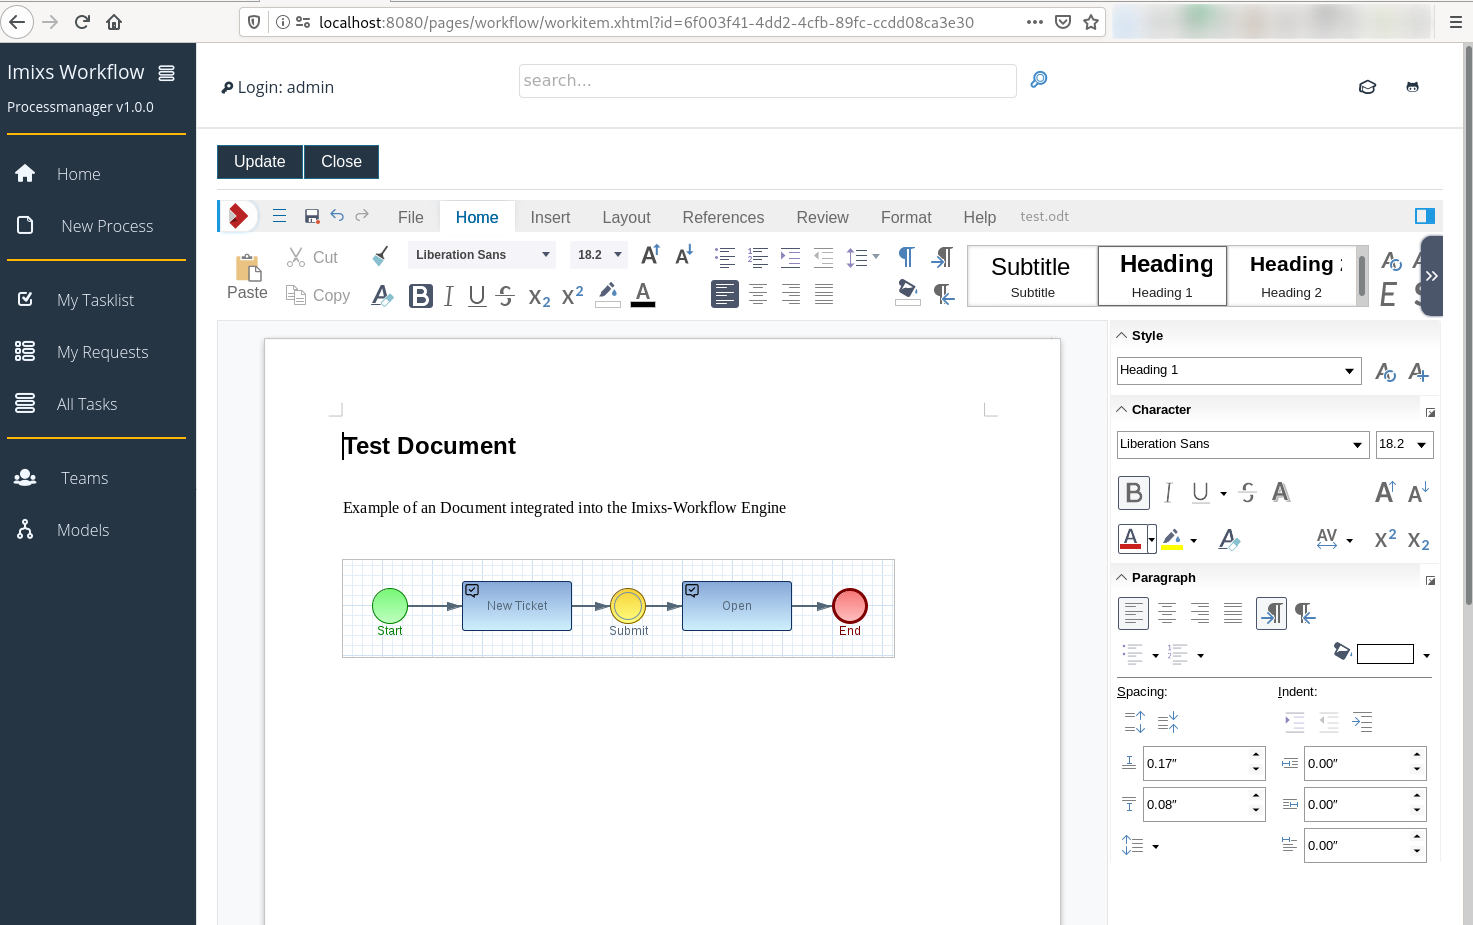 localhost:8080/pages/workflow/workitem.xhtml?id=6f003f41-4dd2-4cfb-89fc-ccdd08ca3e30
Imixs Workflow
Processmanager v1.0.0
Home
New Process
My Tasklist
My Requests
All Tasks
Teams
Models
Login: admin
search...
Update Close
File Home Insert Layout References Review Format Help test.odt
Paste
Cut
Copy
Liberation Sans 18.2
Subtitle Heading Heading
Subtitle Heading 1 Heading 2
Test Document
Example of an Document integrated into the Imixs-Workflow Engine
New Ticket Open
Start Submit End
Style
Heading 1
Character
Liberation Sans 18.2
Paragraph
Spacing: Indent:
0.17" 0.00"
0.08" 0.00"
0.00"